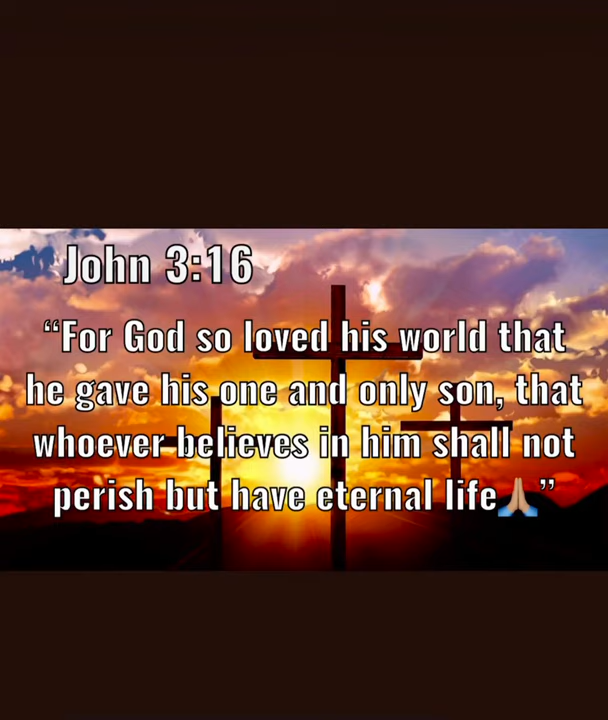 John 3:16
“For God so loved his world that
he gave his one and only son, that
whoever believes in him shall not
perish but have eternal life🙏🏼”